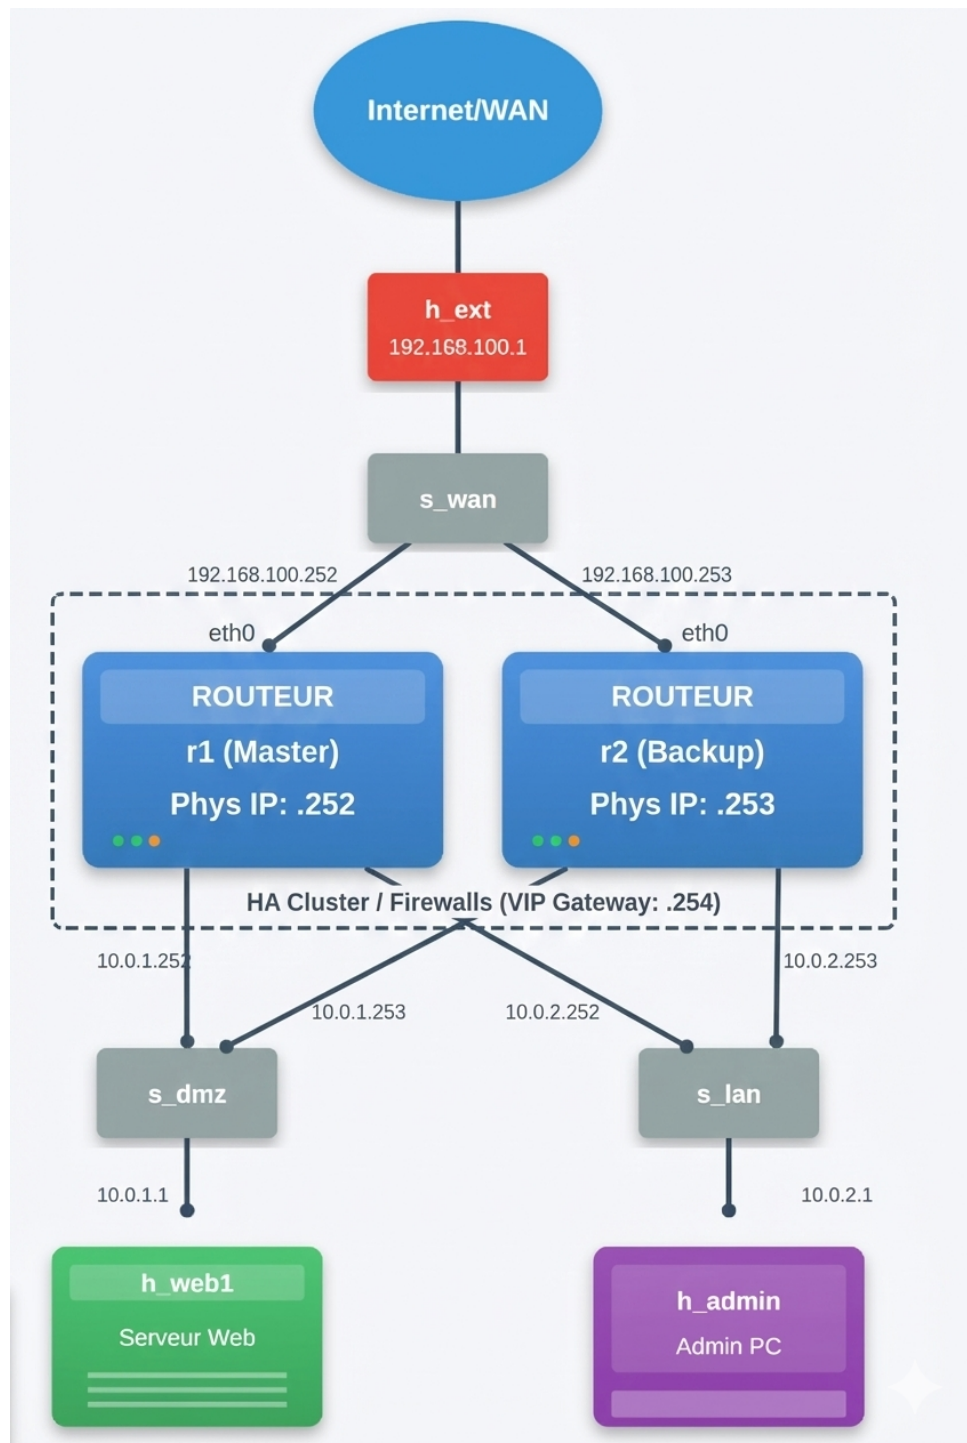 Internet/WAN
h_ext
192.168.100.1
s_wan
192.168.100.252
192.168.100.253
eth0
eth0
ROUTEUR
r1 (Master)
Phys IP: .252
ROUTEUR
r2 (Backup)
Phys IP: .253
HA Cluster / Firewalls (VIP Gateway: .254)
10.0.1.252
10.0.2.253
10.0.1.253
10.0.2.252
s_dmz
s_lan
10.0.1.1
10.0.2.1
h_web1
Serveur Web
h_admin
Admin PC